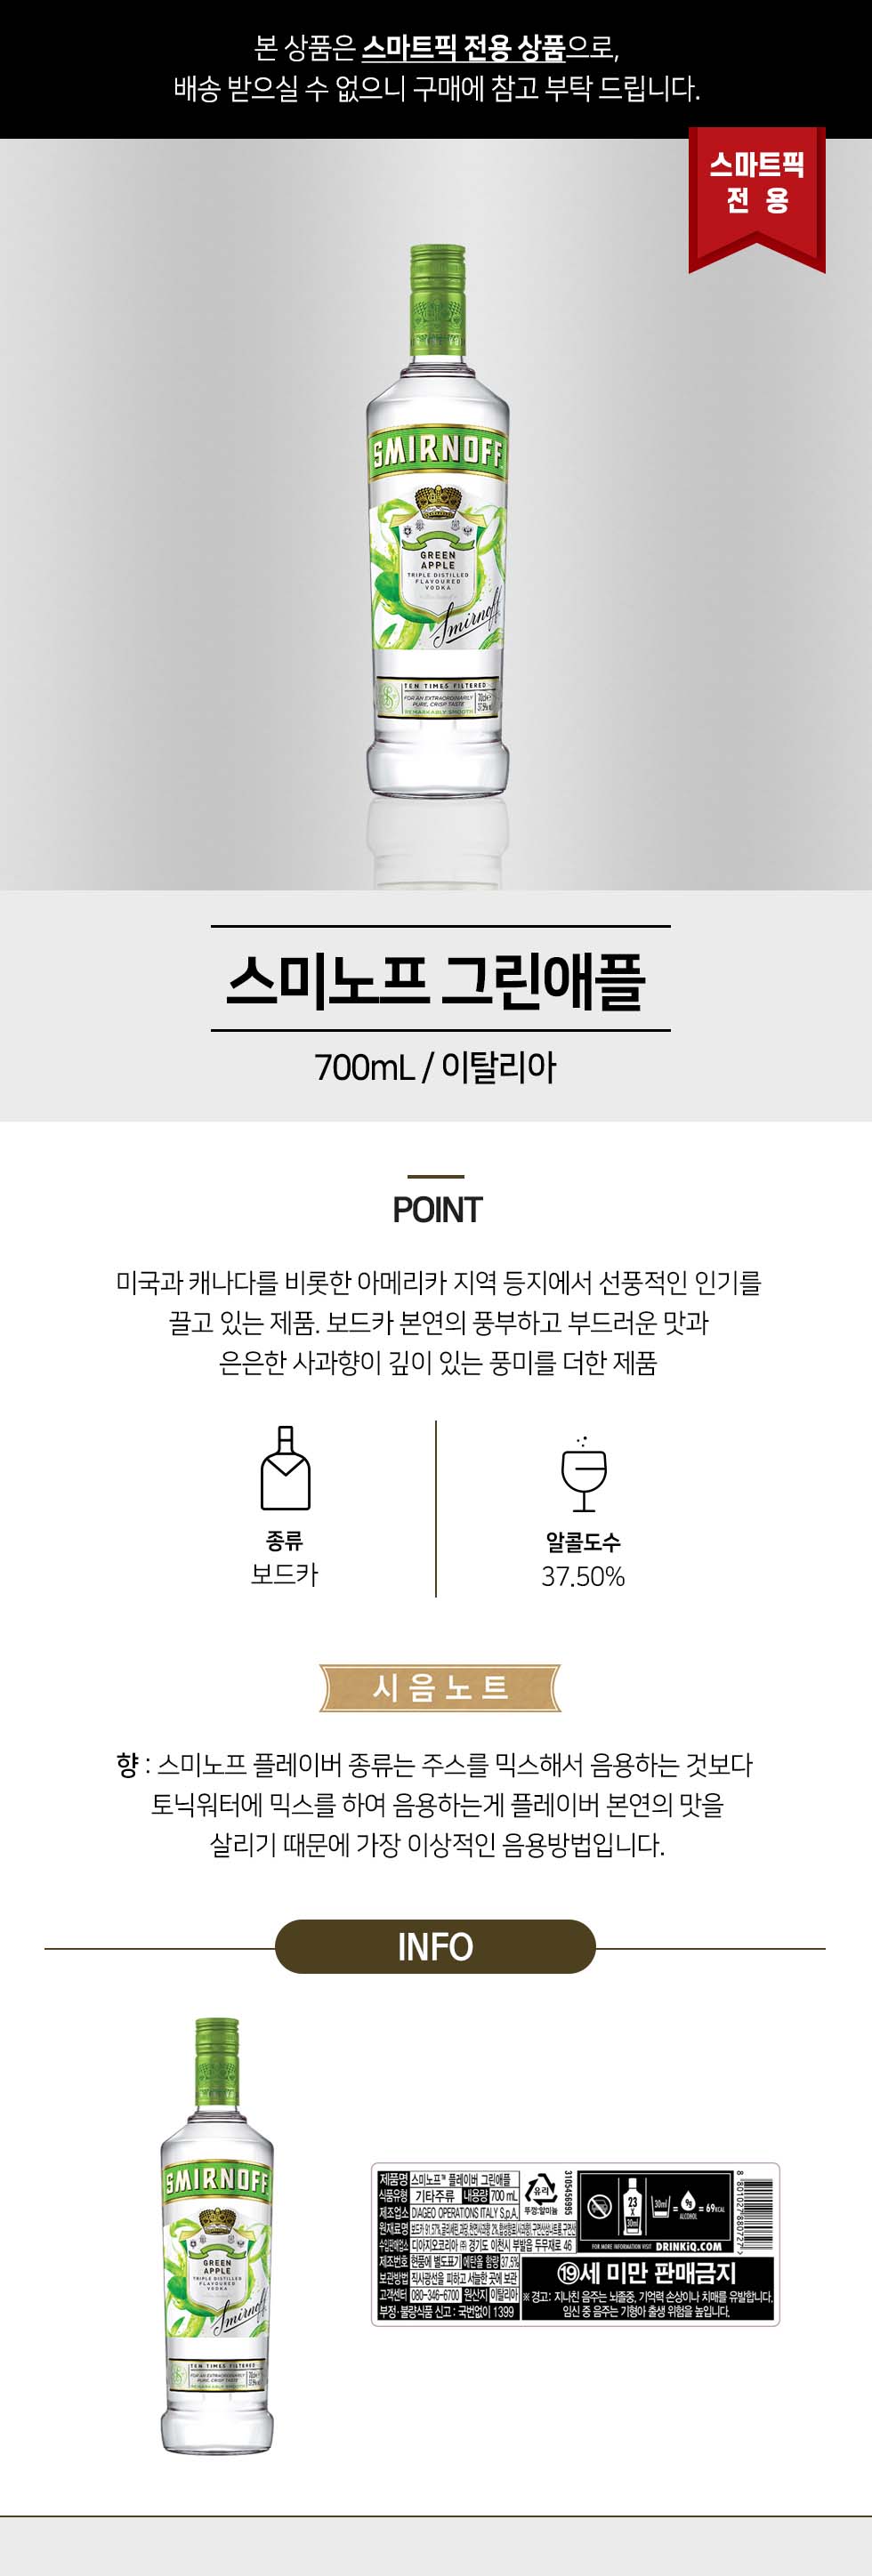 본 상품은 스마트픽 전용 상품으로,
배송 받으실 수 없으니 구매에 참고 부탁 드립니다.
스마트픽
전 용
SMIRNOFF
GREEN
APPLE
TRIPLE DISTILLED
FLAVOURED
VODKA
Smirnoff
TEN TIMES FILTERED
FOR AN EXTRAORDINARILY
PURE, CRISP TASTE
REMARKABLY SMOOTH
70cl
37.5%
스미노프 그린애플
700mL / 이탈리아
POINT
미국과 캐나다를 비롯한 아메리카 지역 등지에서 선풍적인 인기를
끌고 있는 제품. 보드카 본연의 풍부하고 부드러운 맛과
은은한 사과향이 깊이 있는 풍미를 더한 제품
종류
보드카
알콜도수
37.50%
시음노트
향 : 스미노프 플레이버 종류는 주스를 믹스해서 음용하는 것보다
토닉워터에 믹스를 하여 음용하는게 플레이버 본연의 맛을
살리기 때문에 가장 이상적인 음용방법입니다.
INFO
SMIRNOFF
GREEN
APPLE
TRIPLE DISTILLED
FLAVOURED
VODKA
Smirnoff
TEN TIMES FILTERED
제품명 스미노프™ 플레이버 그린애플
식품유형 기타주류 내용량 700 mL
제조업소 DIAGEO OPERATIONS ITALY S.p.A.
원재료명 보드카 91.57%
수입판매업소 디아지오코리아 ㈜ 경기도 이천시 부발읍 두무재로 46
제조번호 현품에 별도표기 에탄올 함량 37.5%
보관방법 직사광선을 피하고 서늘한 곳에 보관
고객센터 080-346-6700 원산지 이탈리아
부정·불량식품 신고 : 국번없이 1399
유리
뚜껑:알미늄
3105456995
23
X
30ml
30ml = 9g ALCOHOL = 69KCAL
FOR MORE INFORMATION VISIT DRINKiQ.COM
8 801027 880727
⑲세 미만 판매금지
※ 경고: 지나친 음주는 뇌졸중, 기억력 손상이나 치매를 유발합니다.
임신 중 음주는 기형아 출생 위험을 높입니다.